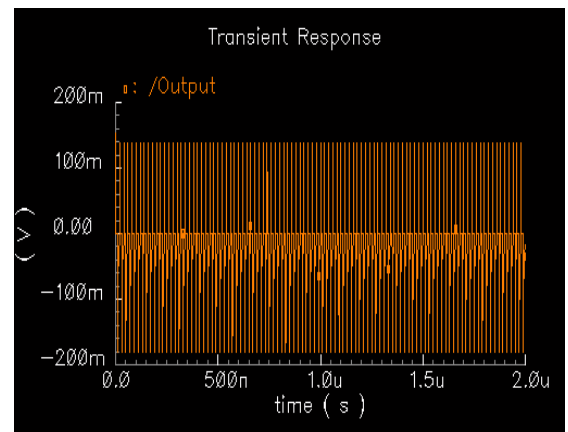 Transient Response
▯: /Output
200m
100m
0.00
−100m
−200m
( V )
0.0 500n 1.0u 1.5u 2.0u
time ( s )